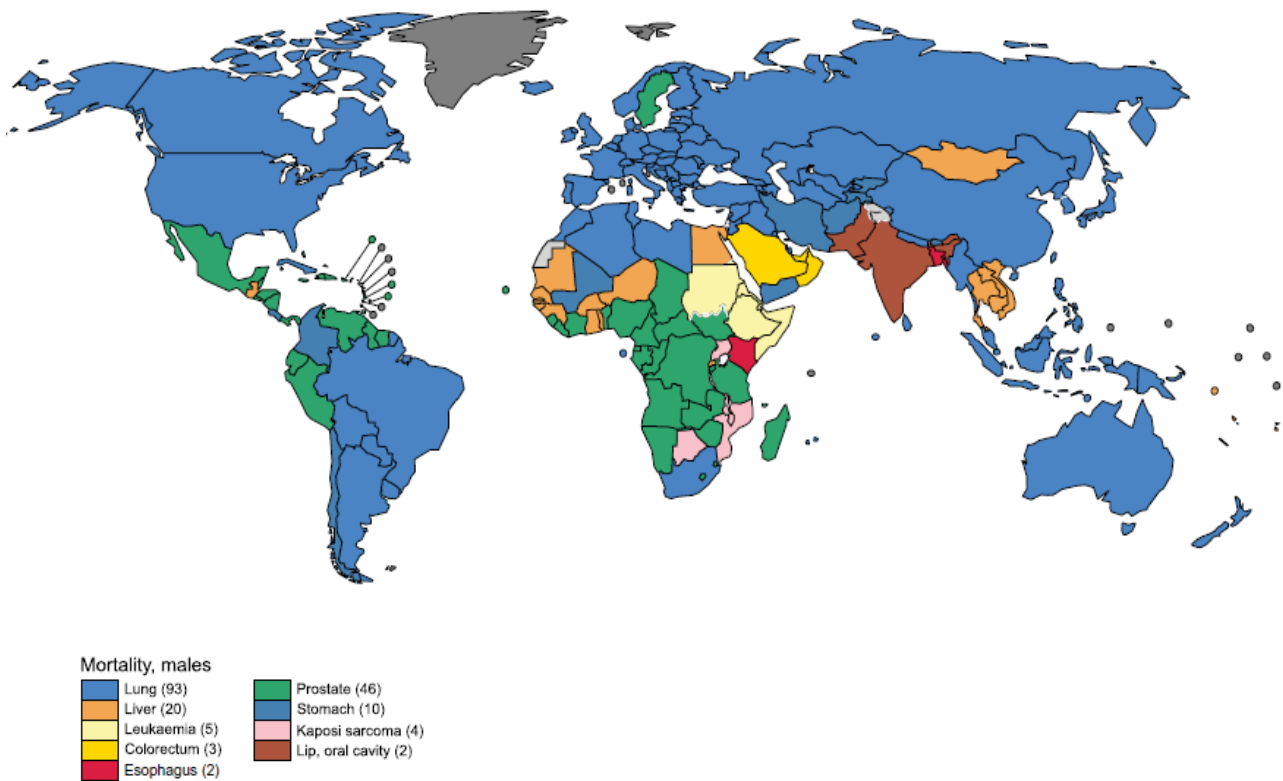 Mortality, males
Lung (93)
Liver (20)
Leukaemia (5)
Colorectum (3)
Esophagus (2)
Prostate (46)
Stomach (10)
Kaposi sarcoma (4)
Lip, oral cavity (2)